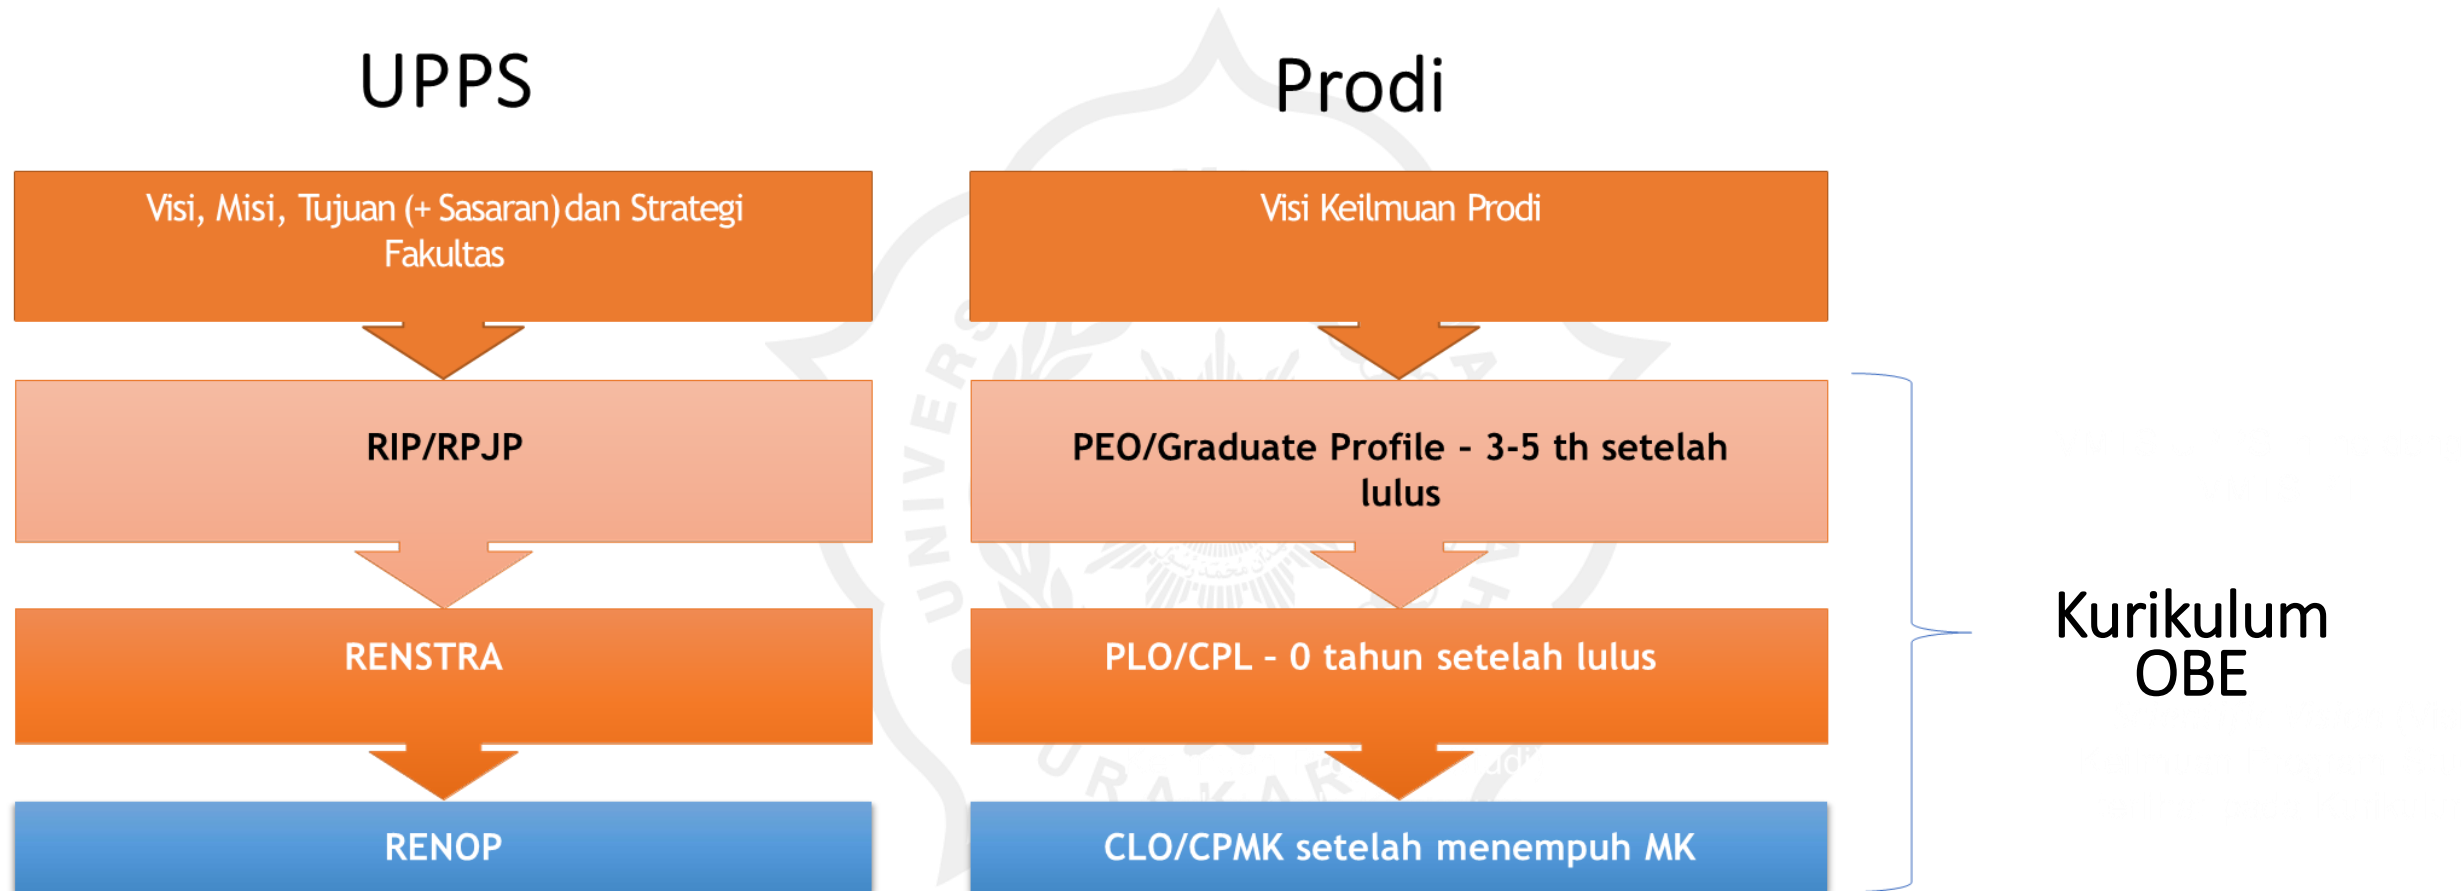 UPPS
Prodi
Visi, Misi, Tujuan (+ Sasaran) dan Strategi
Fakultas
Visi Keilmuan Prodi
RIP/RPJP
PEO/Graduate Profile – 3-5 th setelah
lulus
RENSTRA
PLO/CPL – 0 tahun setelah lulus
RENOP
CLO/CPMK setelah menempuh MK
Kurikulum
OBE